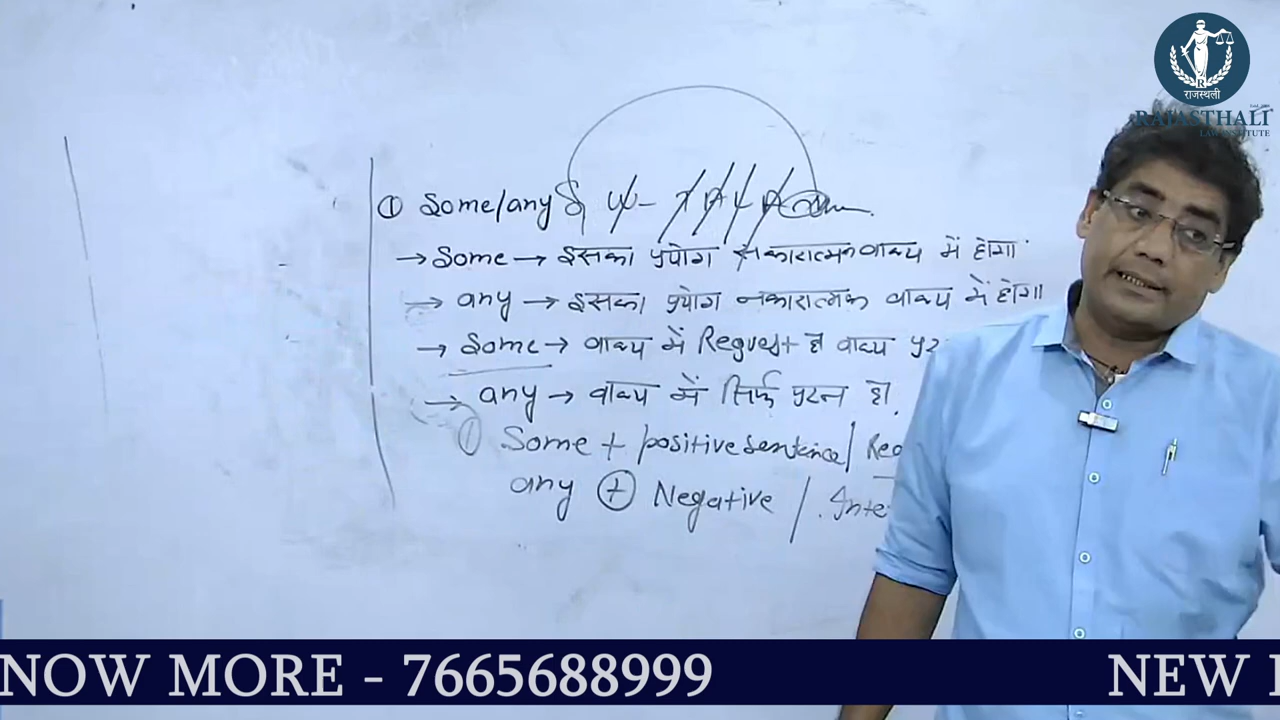 राजस्थली
RAJASTHALI
LAW INSTITUTE
① Some/any
→ Some → इसका प्रयोग सकारात्मक वाक्य में होगा
→ any → इसका प्रयोग नकारात्मक वाक्य में होगा
→ Some → वाक्य में Request हो वाक्य
→ any → वाक्य में सिर्फ प्रश्न हो.
① Some + positive sentence/ Req
any ⊕ Negative / Inte
NOW MORE - 7665688999
NEW